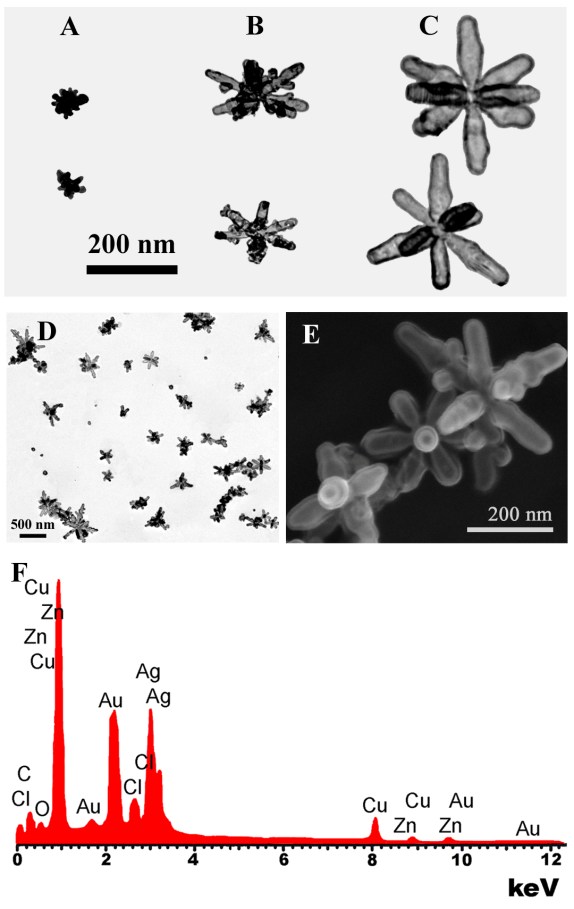 A B C
200 nm
D
500 nm
E
200 nm
F
Cu
Zn
Zn
Cu
C
Cl
O
Au
Au
Ag
Ag
Cl
Cl
Cu
Cu
Zn
Au
Zn
Au
0 2 4 6 8 10 12
keV